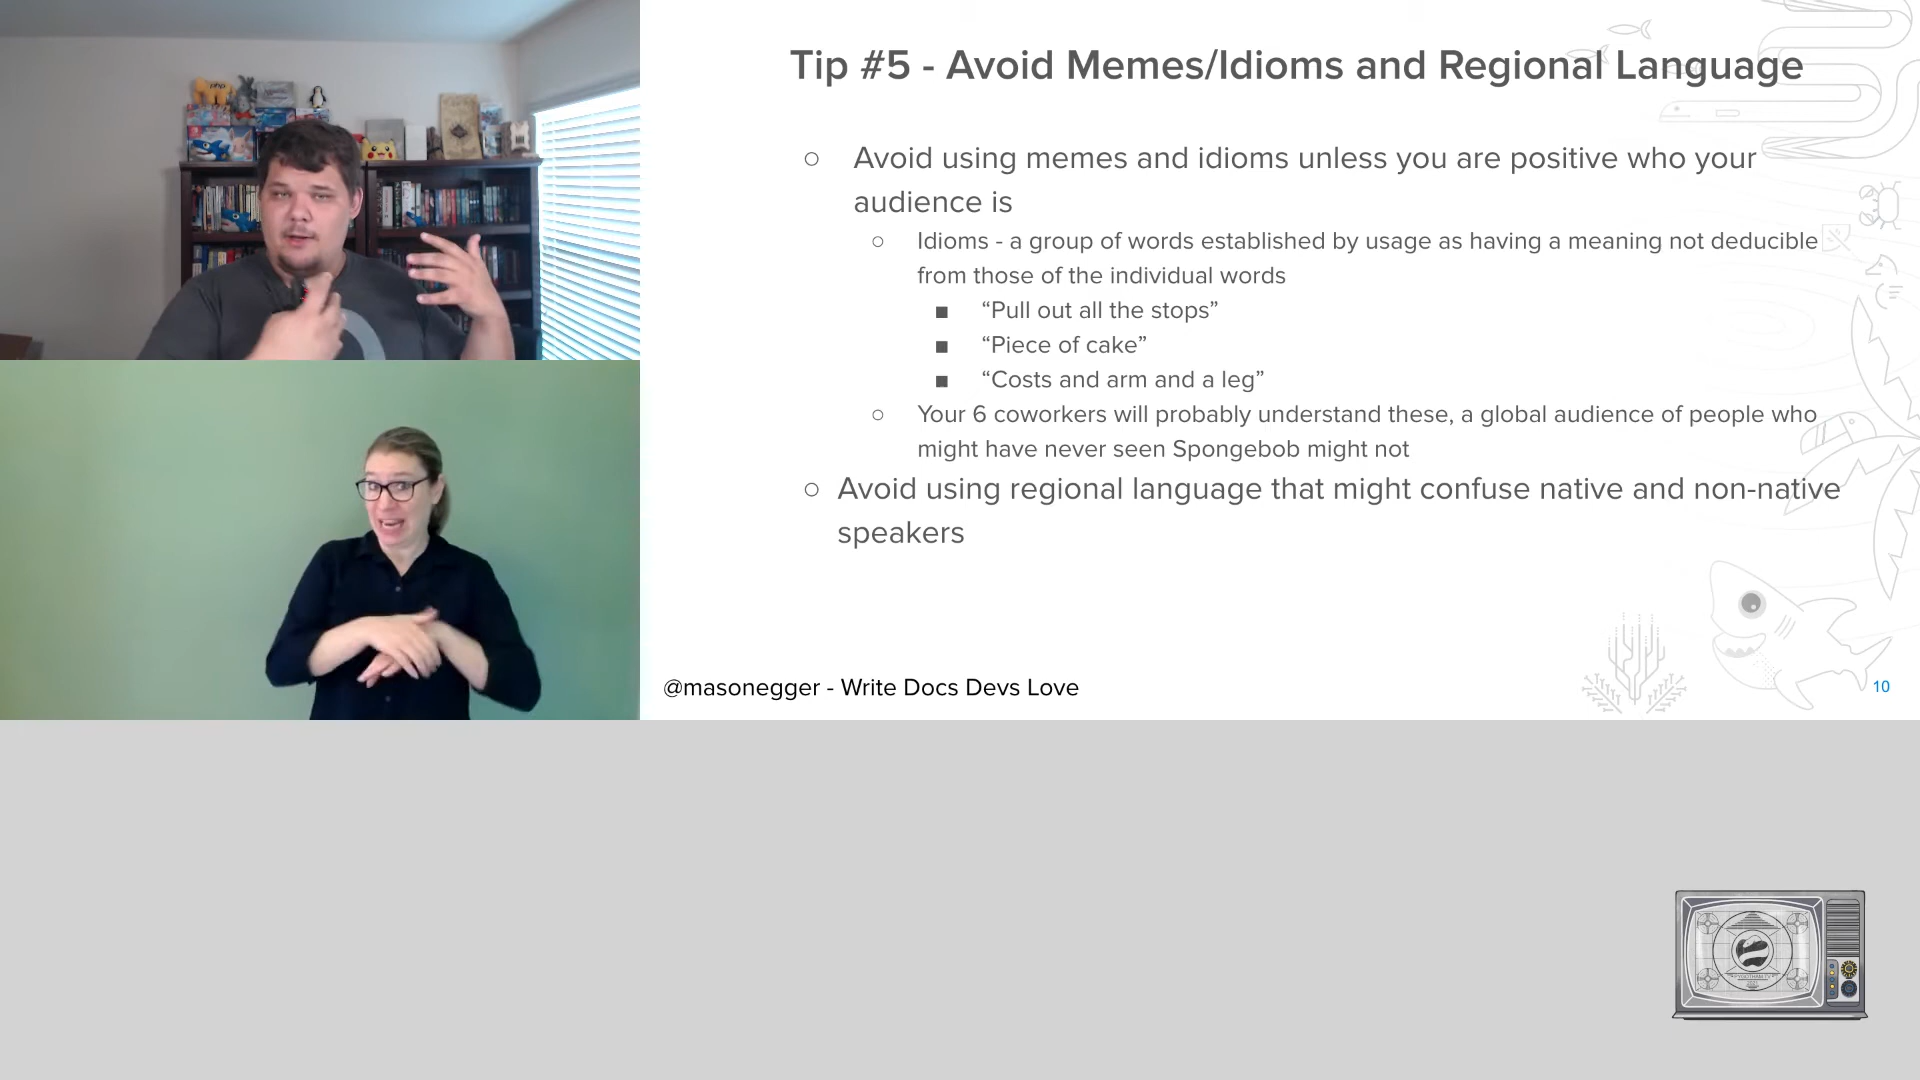 Tip #5 - Avoid Memes/Idioms and Regional Language
○ Avoid using memes and idioms unless you are positive who your
audience is
○ Idioms - a group of words established by usage as having a meaning not deducible
from those of the individual words
■ “Pull out all the stops”
■ “Piece of cake”
■ “Costs and arm and a leg”
○ Your 6 coworkers will probably understand these, a global audience of people who
might have never seen Spongebob might not
○ Avoid using regional language that might confuse native and non-native
speakers
@masonegger - Write Docs Devs Love
10